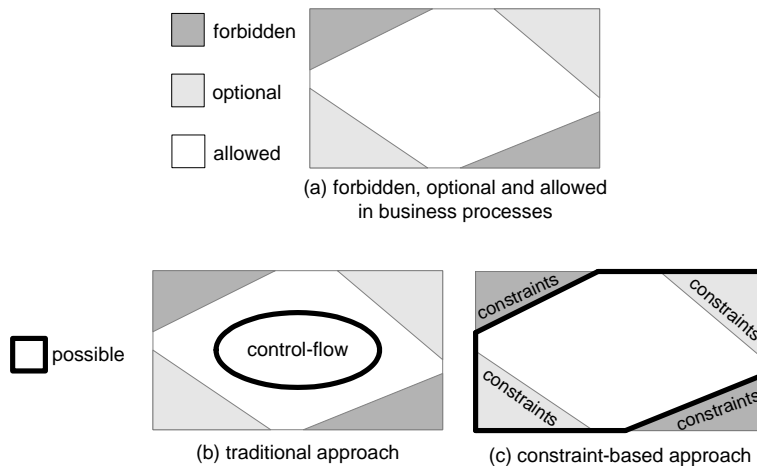 forbidden
optional
allowed
(a) forbidden, optional and allowed
in business processes
possible
control-flow
constraints
constraints
constraints
constraints
(b) traditional approach
(c) constraint-based approach